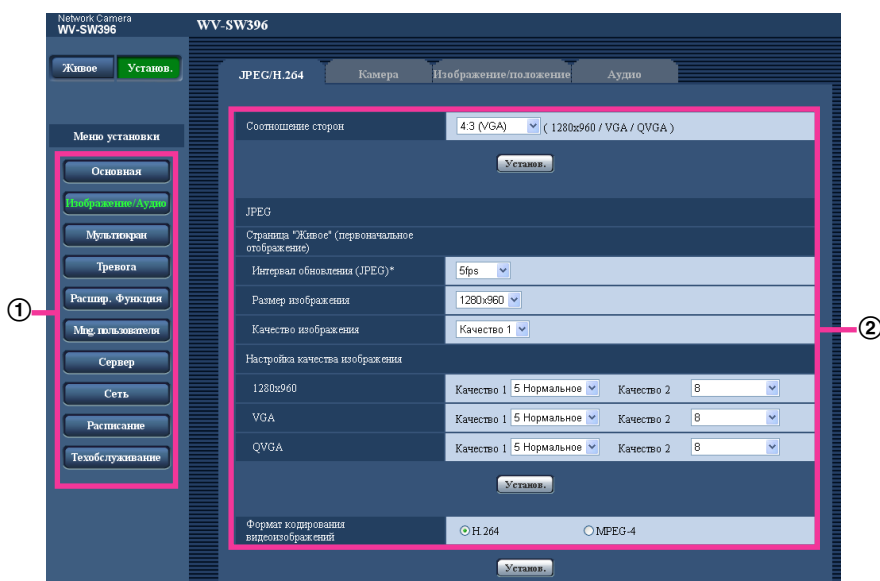 Network Camera
WV-SW396
WV-SW396
Живое Установ.
JPEG/H.264 Камера Изображение/положение Аудио
Меню установки
Основная
Изображение/Аудио
Мультиэкран
Тревога
Расшир. Функция
Mng. пользователя
Сервер
Сеть
Расписание
Техобслуживание
①
②
Соотношение сторон 4:3 (VGA) ( 1280x960 / VGA / QVGA )
Установ.
JPEG
Страница "Живое" (первоначальное
отображение)
Интервал обновления (JPEG)* 5fps
Размер изображения 1280x960
Качество изображения Качество 1
Настройка качества изображения
1280x960 Качество 1 5 Нормальное Качество 2 8
VGA Качество 1 5 Нормальное Качество 2 8
QVGA Качество 1 5 Нормальное Качество 2 8
Установ.
Формат кодирования
видеоизображений H.264 MPEG-4
Установ.